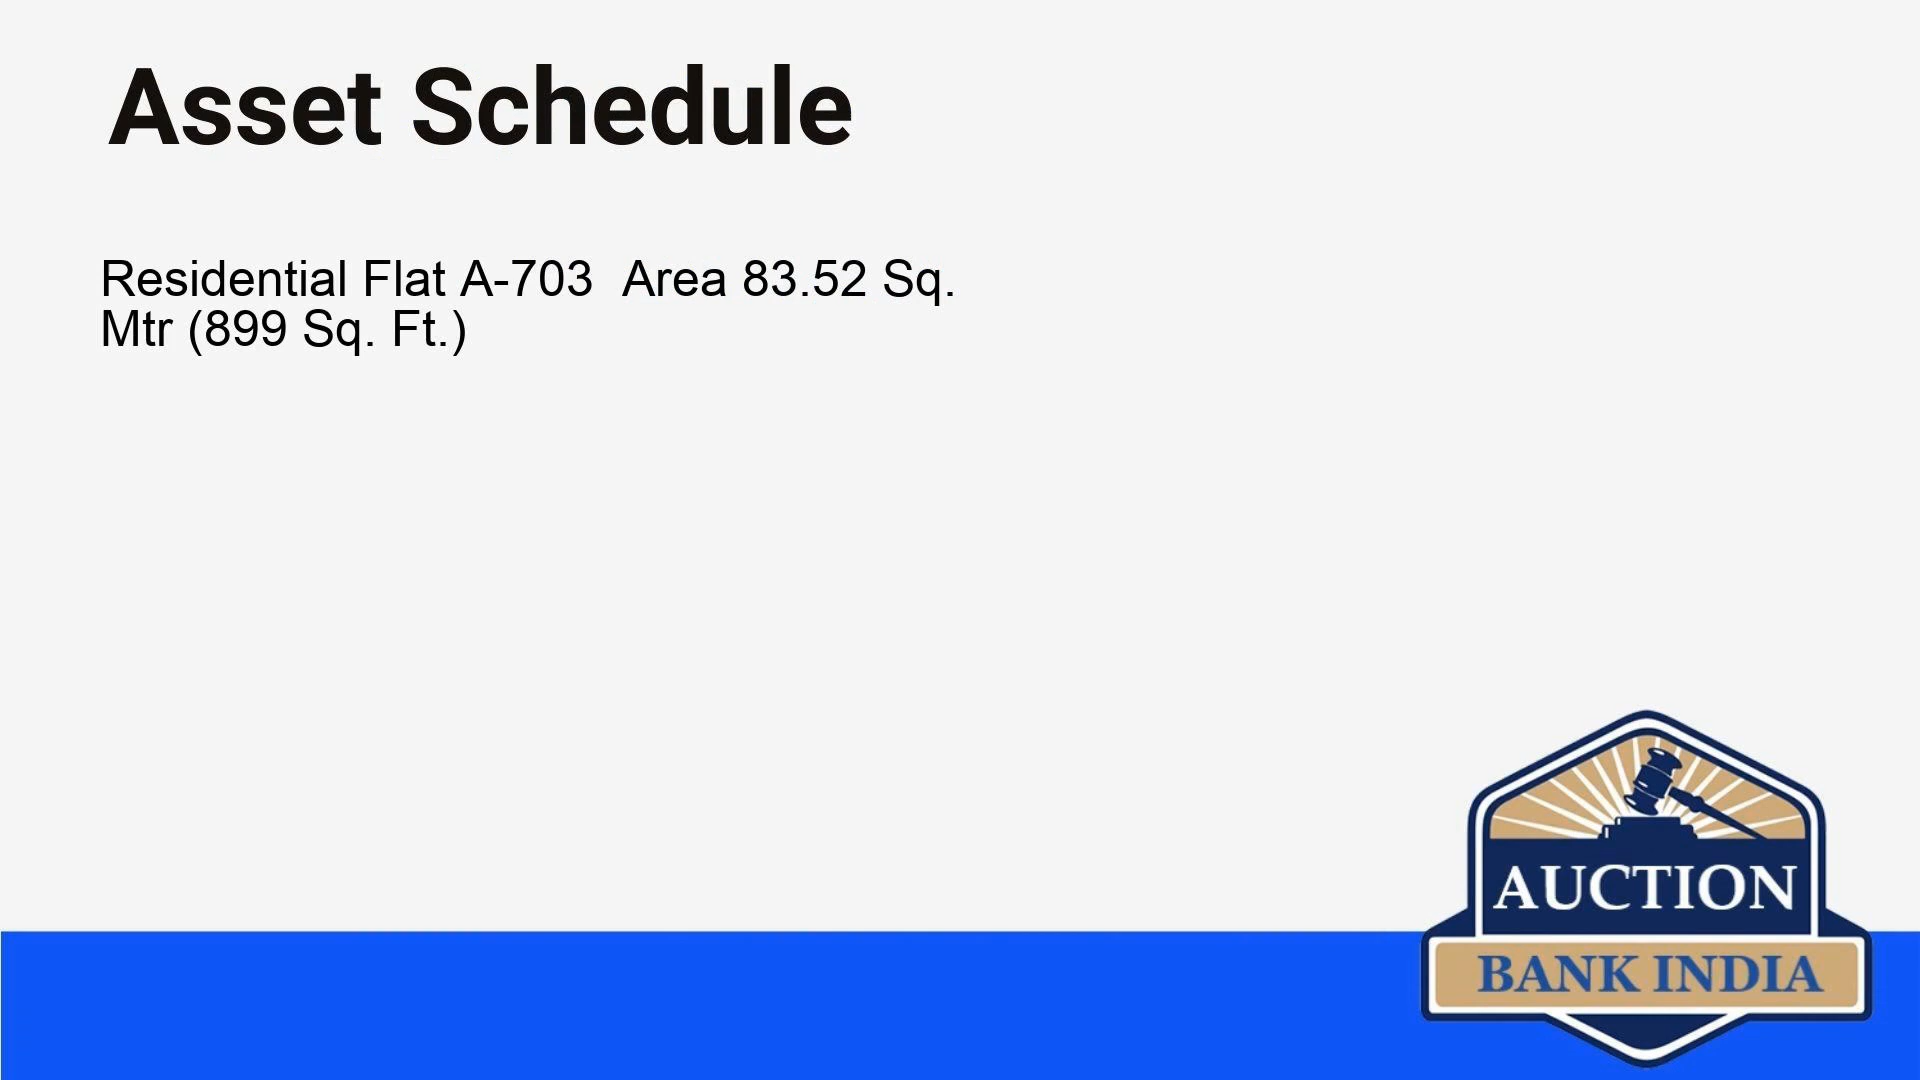 Asset Schedule
Residential Flat A-703  Area 83.52 Sq.
Mtr (899 Sq. Ft.)
AUCTION
BANK INDIA